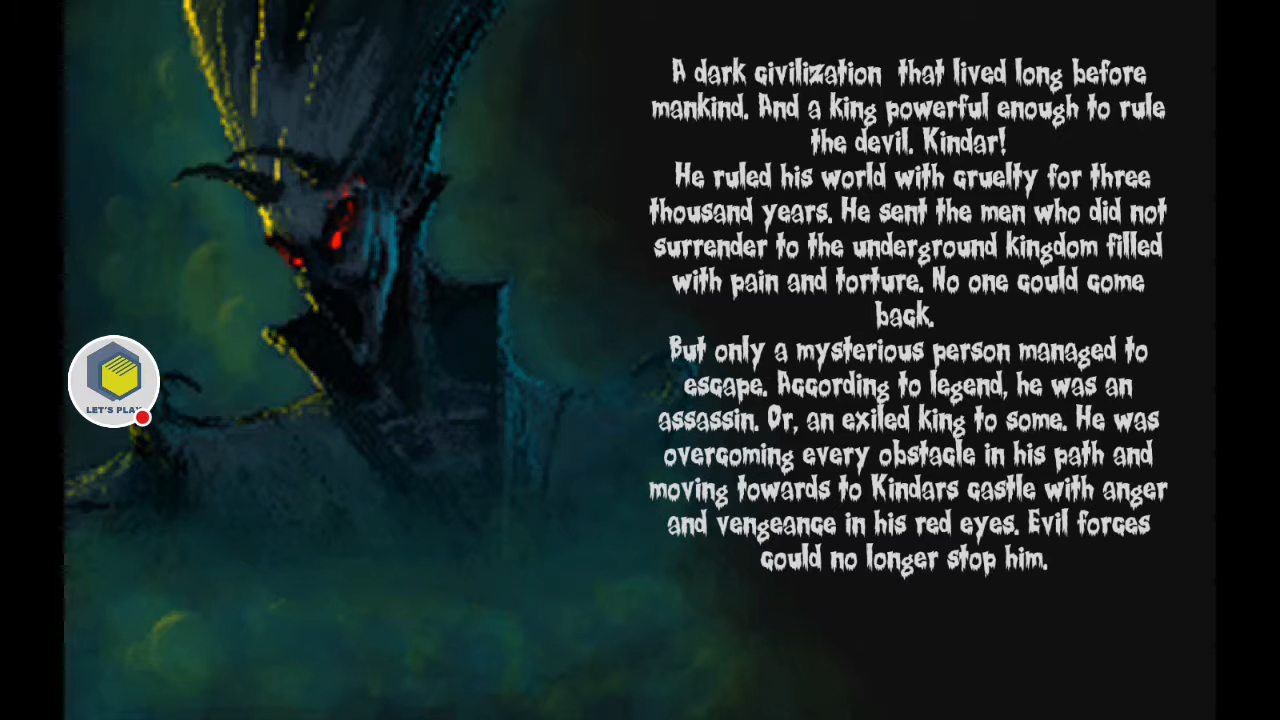 A dark civilization that lived long before
mankind. And a king powerful enough to rule
the devil. Kindar!
He ruled his world with cruelty for three
thousand years. He sent the men who did not
surrender to the underground kingdom filled
with pain and torture. No one could come
back.
But only a mysterious person managed to
escape. According to legend, he was an
assassin. Or, an exiled king to some. He was
overcoming every obstacle in his path and
moving towards to Kindars castle with anger
and vengeance in his red eyes. Evil forces
could no longer stop him.
LET'S PLAY